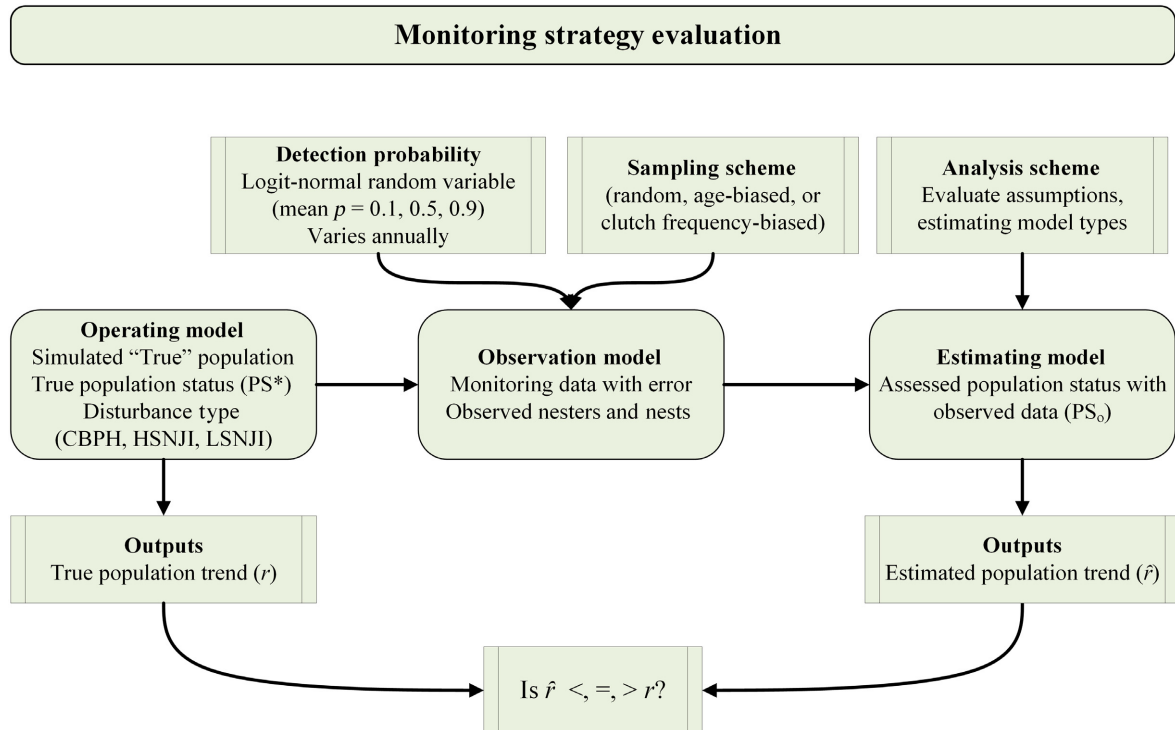 Monitoring strategy evaluation
Detection probability
Logit-normal random variable
(mean p = 0.1, 0.5, 0.9)
Varies annually
Sampling scheme
(random, age-biased, or
clutch frequency-biased)
Analysis scheme
Evaluate assumptions,
estimating model types
Operating model
Simulated “True” population
True population status (PS*)
Disturbance type
(CBPH, HSNJI, LSNJI)
Observation model
Monitoring data with error
Observed nesters and nests
Estimating model
Assessed population status with
observed data (PSₒ)
Outputs
True population trend (r)
Outputs
Estimated population trend (r̂)
Is r̂ <, =, > r?